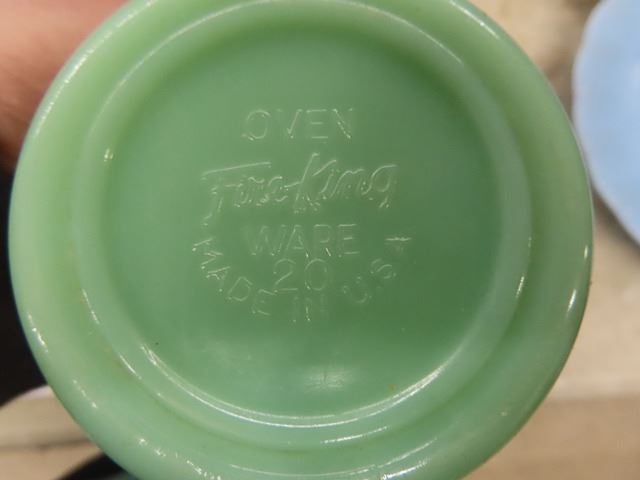 OVEN
Fire-King
WARE
20
MADE IN U.S.A